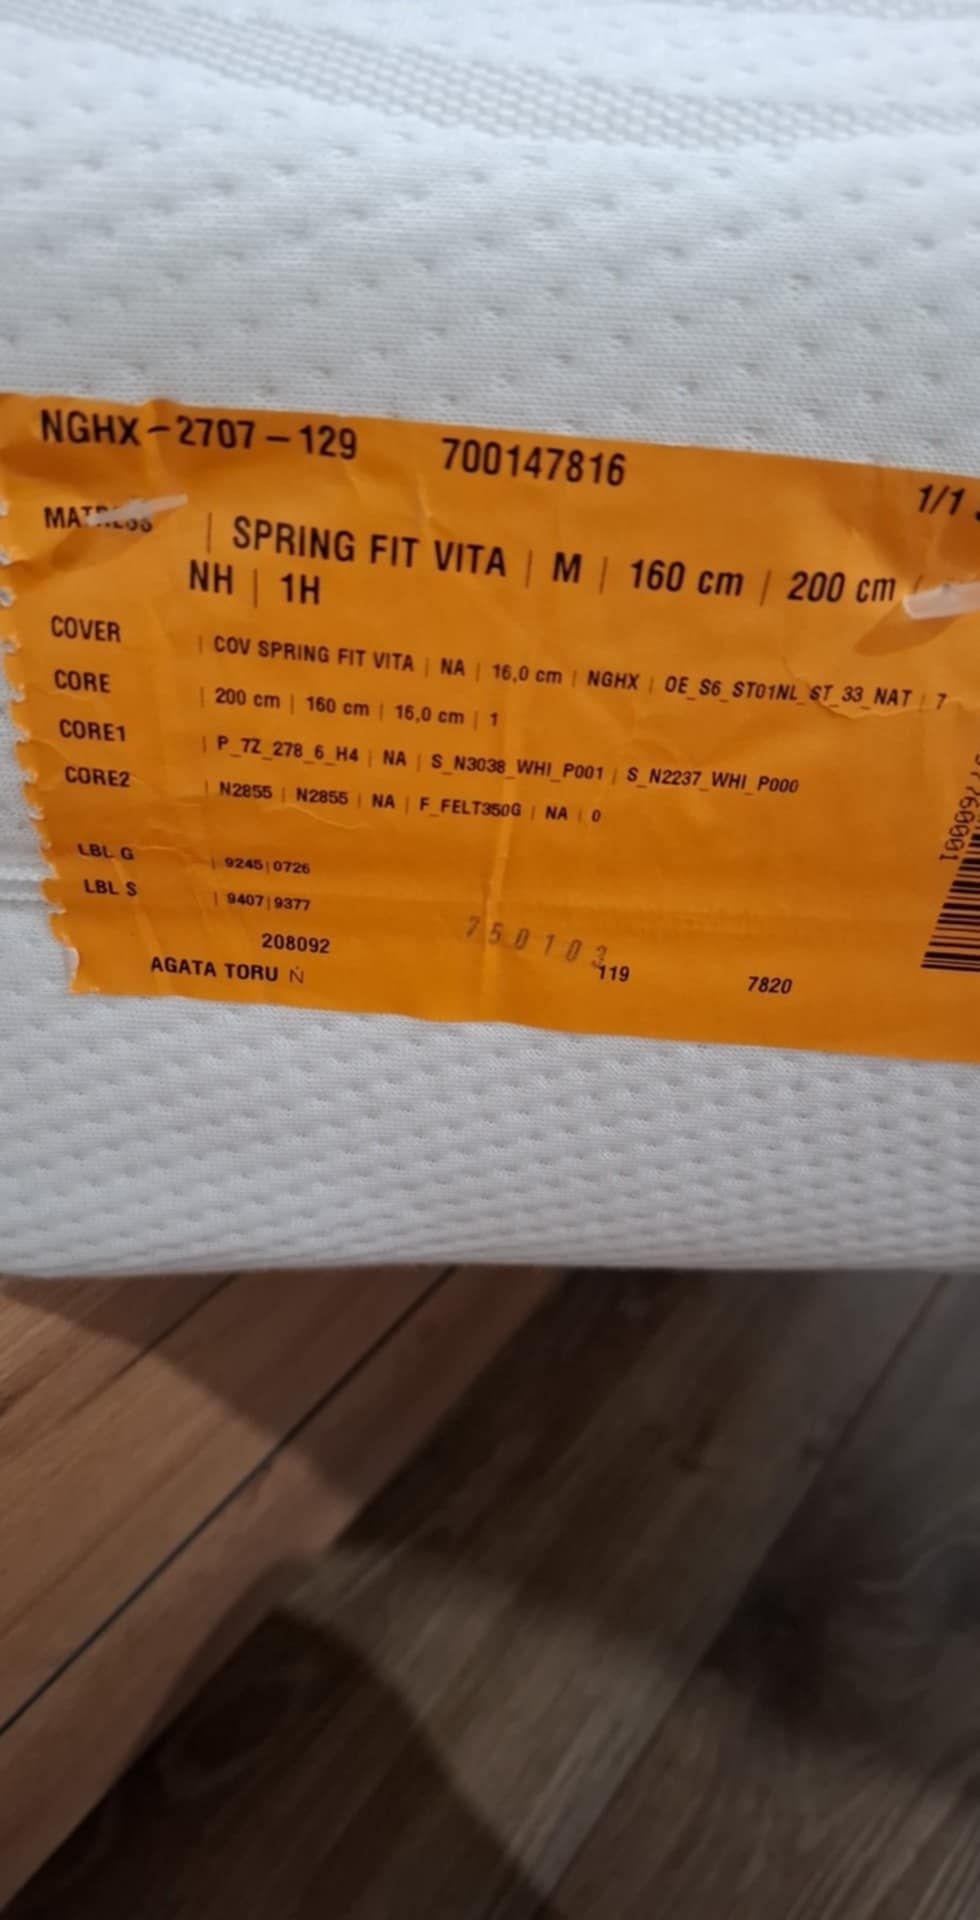 NGHX-2707-129 700147816 1/1
MATRESS | SPRING FIT VITA | M | 160 cm | 200 cm
NH | 1H
COVER | COV SPRING FIT VITA | NA | 16,0 cm | NGHX | OE_S6_ST01NL_ST_33_NAT | 7
CORE | 200 cm | 160 cm | 16,0 cm | 1
CORE1 | P_7Z_278_6_H4 | NA | S_N3038_WHI_P001 | S_N2237_WHI_P000
CORE2 | N2855 | N2855 | NA | F_FELT350G | NA | 0
LBL G | 9245|0726
LBL S | 9407|9377
208092 750103 119 7820
AGATA TORU Ń